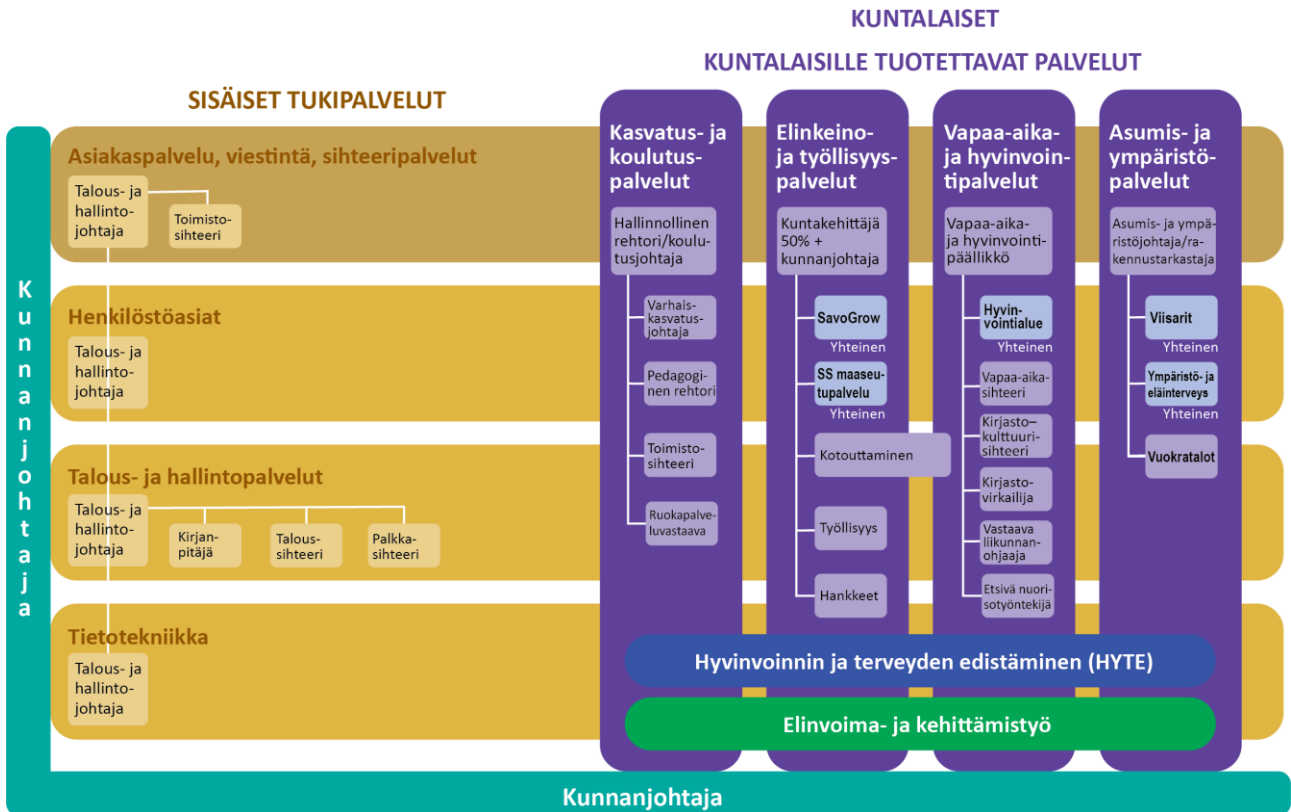 KUNTALAISET
KUNTALAISILLE TUOTETTAVAT PALVELUT
SISÄISET TUKIPALVELUT
Kunnanjohtaja
Asiakaspalvelu, viestintä, sihteeripalvelut
Talous- ja
hallinto-
johtaja
Toimisto-
sihteeri
Henkilöstöasiat
Talous- ja
hallinto-
johtaja
Talous- ja hallintopalvelut
Talous- ja
hallinto-
johtaja
Kirjan-
pitäjä
Talous-
sihteeri
Palkka-
sihteeri
Tietotekniikka
Talous- ja
hallinto-
johtaja
Kasvatus- ja
koulutus-
palvelut
Hallinnollinen
rehtori/koulu-
tusjohtaja
Varhais-
kasvatus-
johtaja
Pedagogi-
nen rehtori
Toimisto-
sihteeri
Ruokapalve-
luvastaava
Elinkeino-
ja työllisyys-
palvelut
Kuntakehittäjä
50% +
kunnanjohtaja
SavoGrow
Yhteinen
SS maaseu-
tupalvelu
Yhteinen
Kotouttaminen
Työllisyys
Hankkeet
Vapaa-aika-
ja hyvinvoin-
tipalvelut
Vapaa-aika-
ja hyvinvointi-
päällikkö
Hyvin-
vointialue
Yhteinen
Vapaa-aika-
sihteeri
Kirjasto–
kulttuuri-
sihteeri
Kirjasto-
virkailija
Vastaava
liikunnan-
ohjaaja
Etsivä nuori-
sotyöntekijä
Asumis- ja
ympäristö-
palvelut
Asumis- ja ympä-
ristöjohtaja/ra-
kennustarkastaja
Viisarit
Yhteinen
Ympäristö- ja
eläinterveys
Yhteinen
Vuokratalot
Hyvinvoinnin ja terveyden edistäminen (HYTE)
Elinvoima- ja kehittämistyö
Kunnanjohtaja